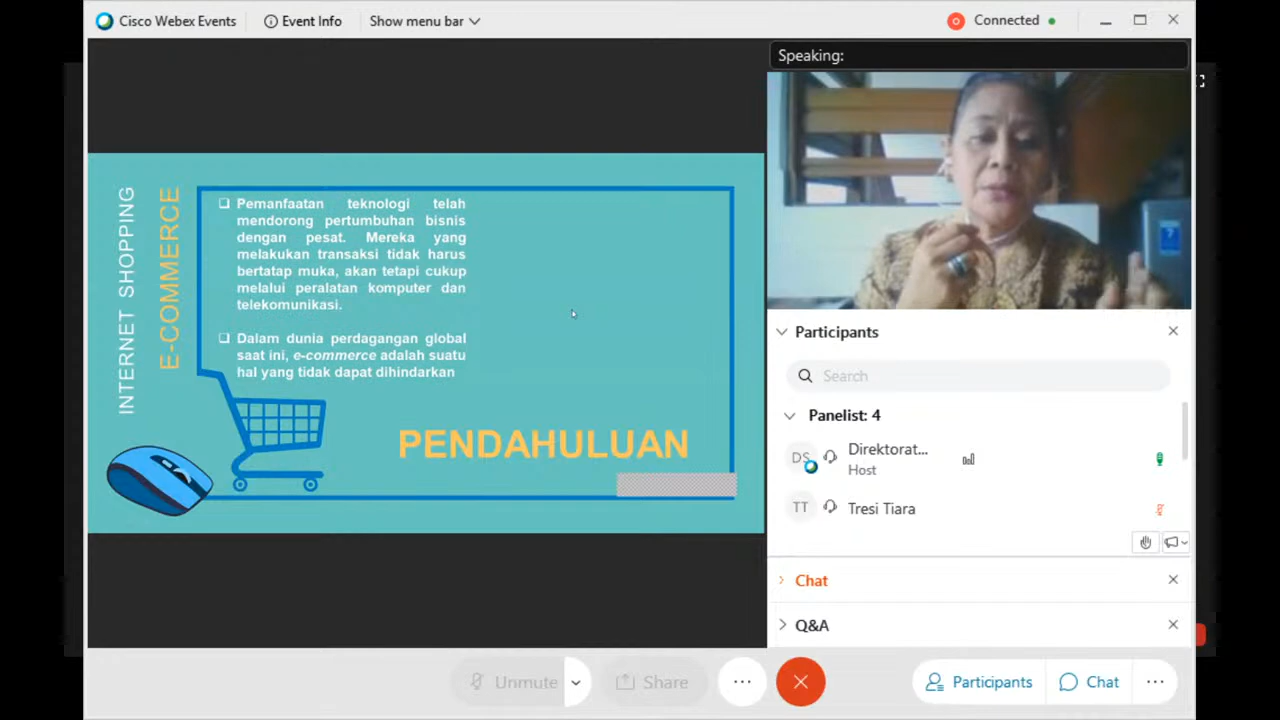 Cisco Webex Events
Event Info
Show menu bar
Connected
Speaking:
INTERNET SHOPPING
E-COMMERCE
Pemanfaatan teknologi telah
mendorong pertumbuhan bisnis
dengan pesat. Mereka yang
melakukan transaksi tidak harus
bertatap muka, akan tetapi cukup
melalui peralatan komputer dan
telekomunikasi.
Dalam dunia perdagangan global
saat ini, e-commerce adalah suatu
hal yang tidak dapat dihindarkan
PENDAHULUAN
Participants
Search
Panelist: 4
DS
Direktorat...
Host
TT
Tresi Tiara
Chat
Q&A
Unmute
Share
Participants
Chat